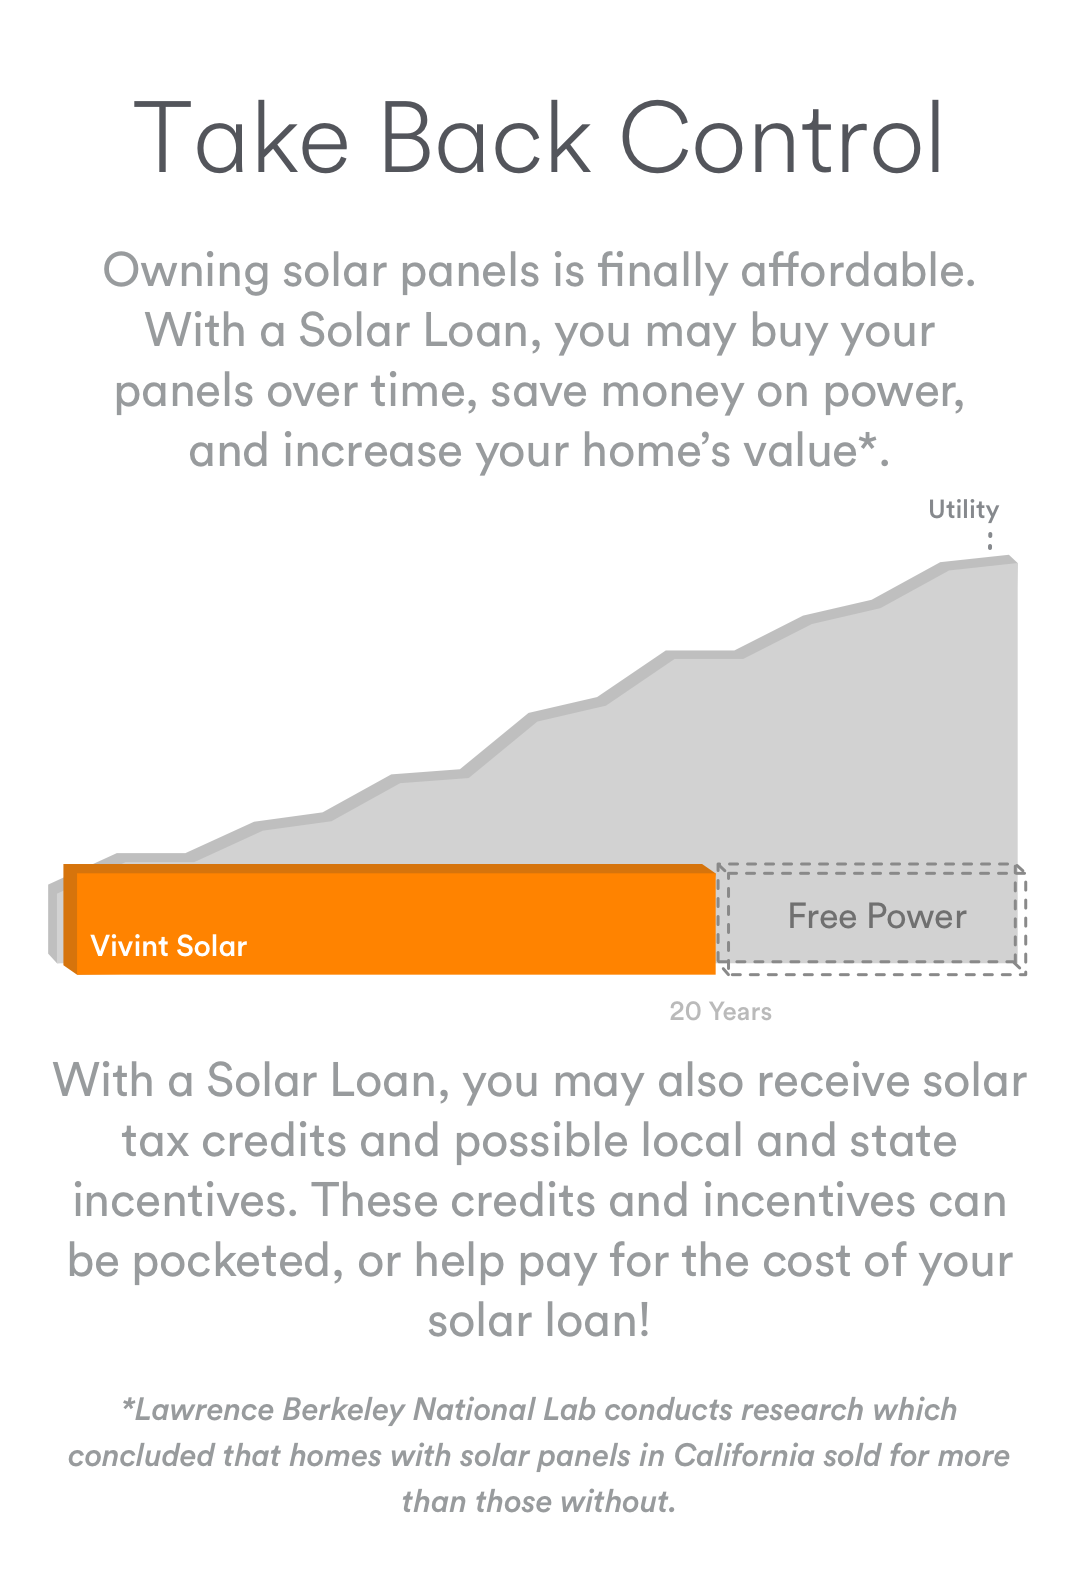 Take Back Control
Owning solar panels is finally affordable.
With a Solar Loan, you may buy your
panels over time, save money on power,
and increase your home’s value*.
Utility
Free Power
Vivint Solar
20 Years
With a Solar Loan, you may also receive solar
tax credits and possible local and state
incentives. These credits and incentives can
be pocketed, or help pay for the cost of your
solar loan!
*Lawrence Berkeley National Lab conducts research which
concluded that homes with solar panels in California sold for more
than those without.